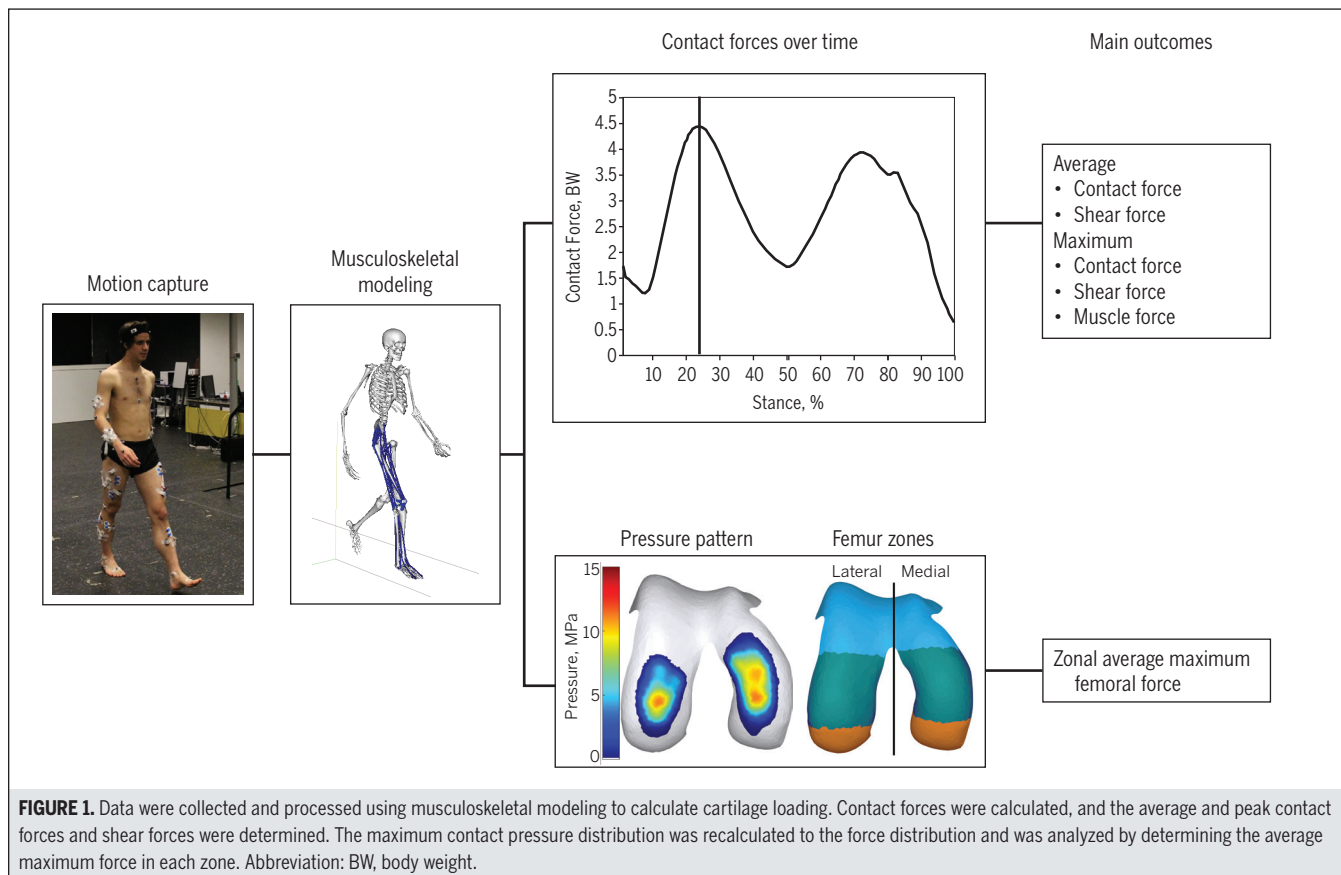 Contact forces over time
Main outcomes
Motion capture
Musculoskeletal
modeling
Contact Force, BW
5
4.5
4
3.5
3
2.5
2
1.5
1
0.5
0
10 20 30 40 50 60 70 80 90 100
Stance, %
Average
• Contact force
• Shear force
Maximum
• Contact force
• Shear force
• Muscle force
Pressure pattern
Pressure, MPa
15
10
5
0
Femur zones
Lateral Medial
Zonal average maximum
femoral force
FIGURE 1. Data were collected and processed using musculoskeletal modeling to calculate cartilage loading. Contact forces were calculated, and the average and peak contact
forces and shear forces were determined. The maximum contact pressure distribution was recalculated to the force distribution and was analyzed by determining the average
maximum force in each zone. Abbreviation: BW, body weight.